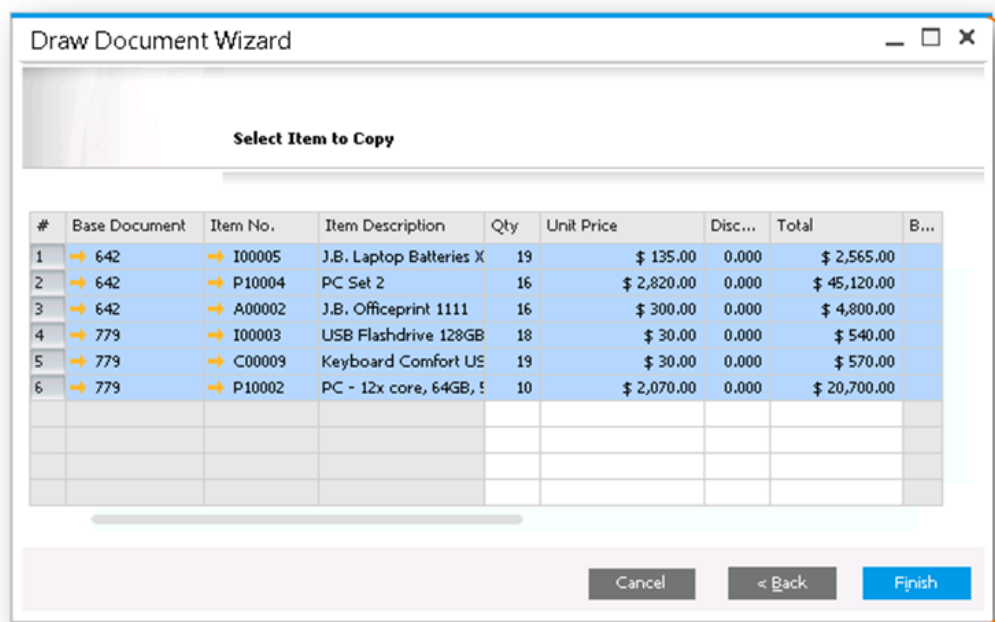 Draw Document Wizard
Select Item to Copy
# Base Document Item No. Item Description Qty Unit Price Disc... Total B...
1 642 I00005 J.B. Laptop Batteries X 19 $ 135.00 0.000 $ 2,565.00
2 642 P10004 PC Set 2 16 $ 2,820.00 0.000 $ 45,120.00
3 642 A00002 J.B. Officeprint 1111 16 $ 300.00 0.000 $ 4,800.00
4 779 I00003 USB Flashdrive 128GB 18 $ 30.00 0.000 $ 540.00
5 779 C00009 Keyboard Comfort US 19 $ 30.00 0.000 $ 570.00
6 779 P10002 PC - 12x core, 64GB, 10 $ 2,070.00 0.000 $ 20,700.00
Cancel < Back Finish